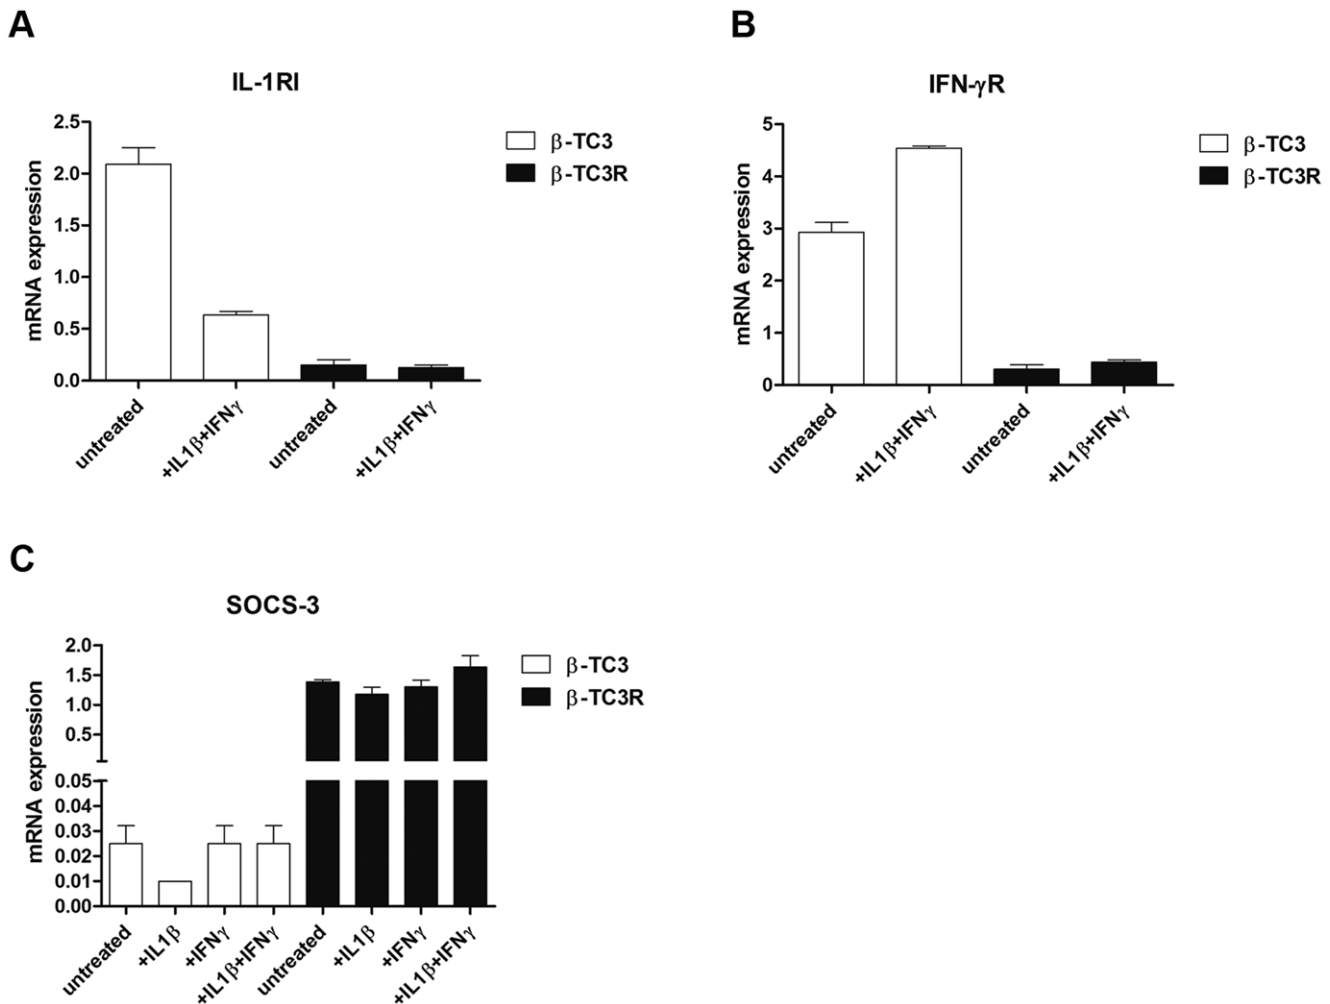 A
IL-1RI
mRNA expression
2.5
2.0
1.5
1.0
0.5
0.0
untreated
+IL1β+IFNγ
untreated
+IL1β+IFNγ
β-TC3
β-TC3R
B
IFN-γR
mRNA expression
5
4
3
2
1
0
untreated
+IL1β+IFNγ
untreated
+IL1β+IFNγ
β-TC3
β-TC3R
C
SOCS-3
mRNA expression
2.0
1.5
1.0
0.5
0.05
0.04
0.03
0.02
0.01
0.00
untreated
+IL1β
+IFNγ
+IL1β+IFNγ
untreated
+IL1β
+IFNγ
+IL1β+IFNγ
β-TC3
β-TC3R